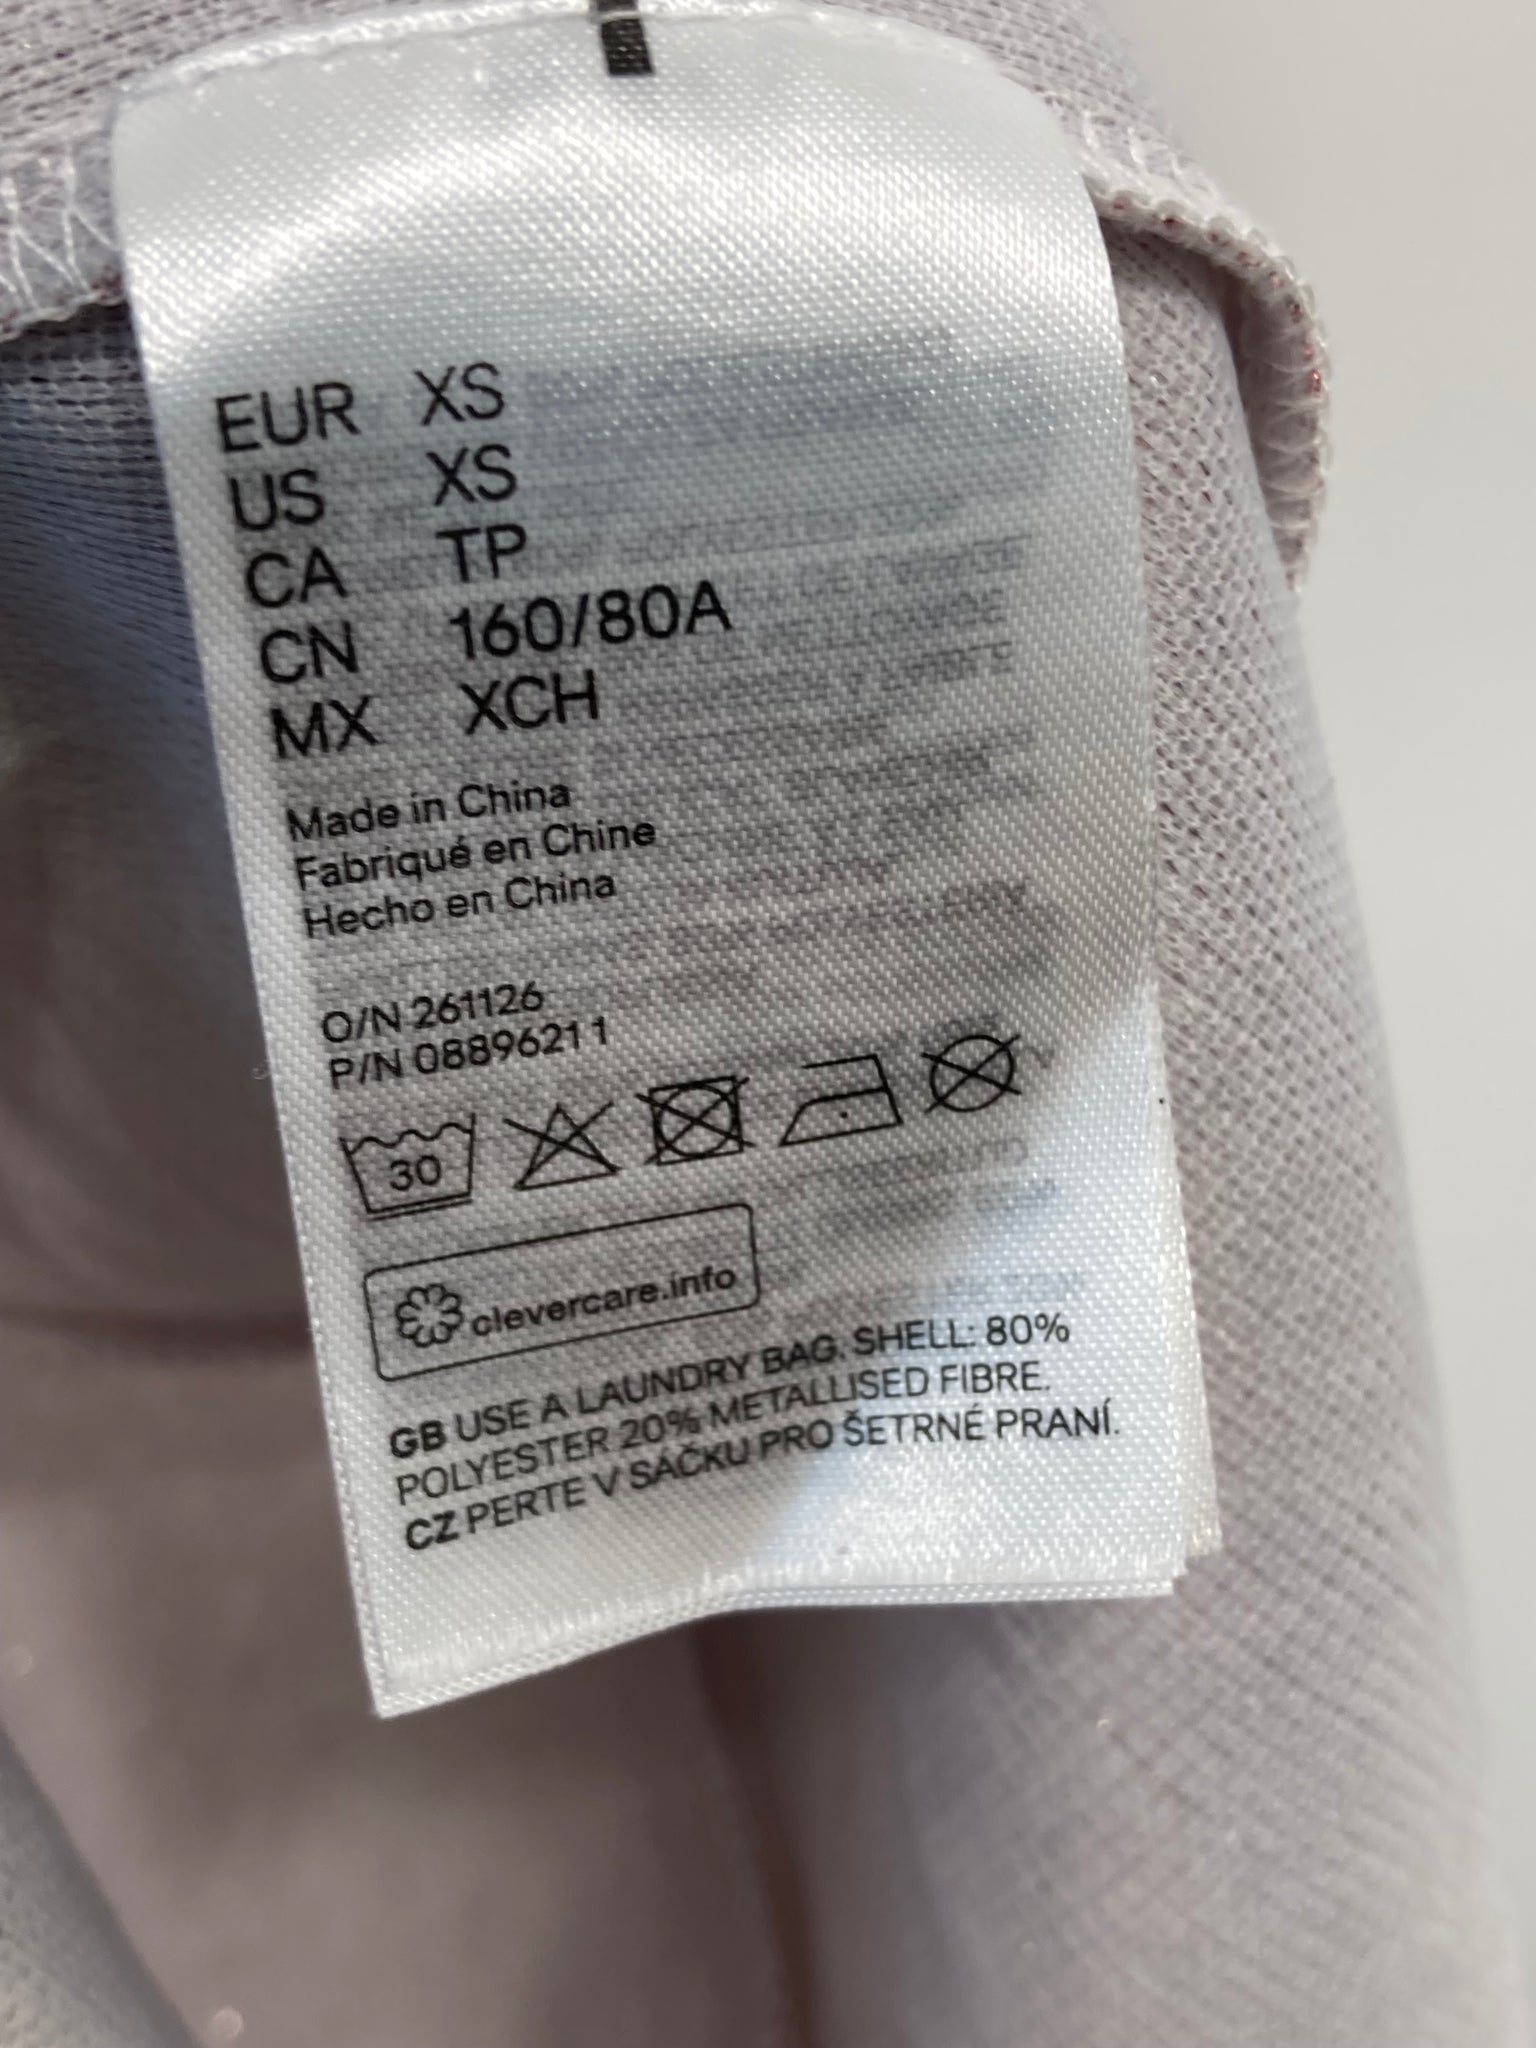 EUR XS
US XS
CA TP
CN 160/80A
MX XCH
Made in China
Fabriqué en Chine
Hecho en China
O/N 261126
P/N 08896211
30
clevercare.info
GB USE A LAUNDRY BAG. SHELL: 80%
POLYESTER 20% METALLISED FIBRE.
CZ PERTE V SÁČKU PRO ŠETRNÉ PRANÍ.